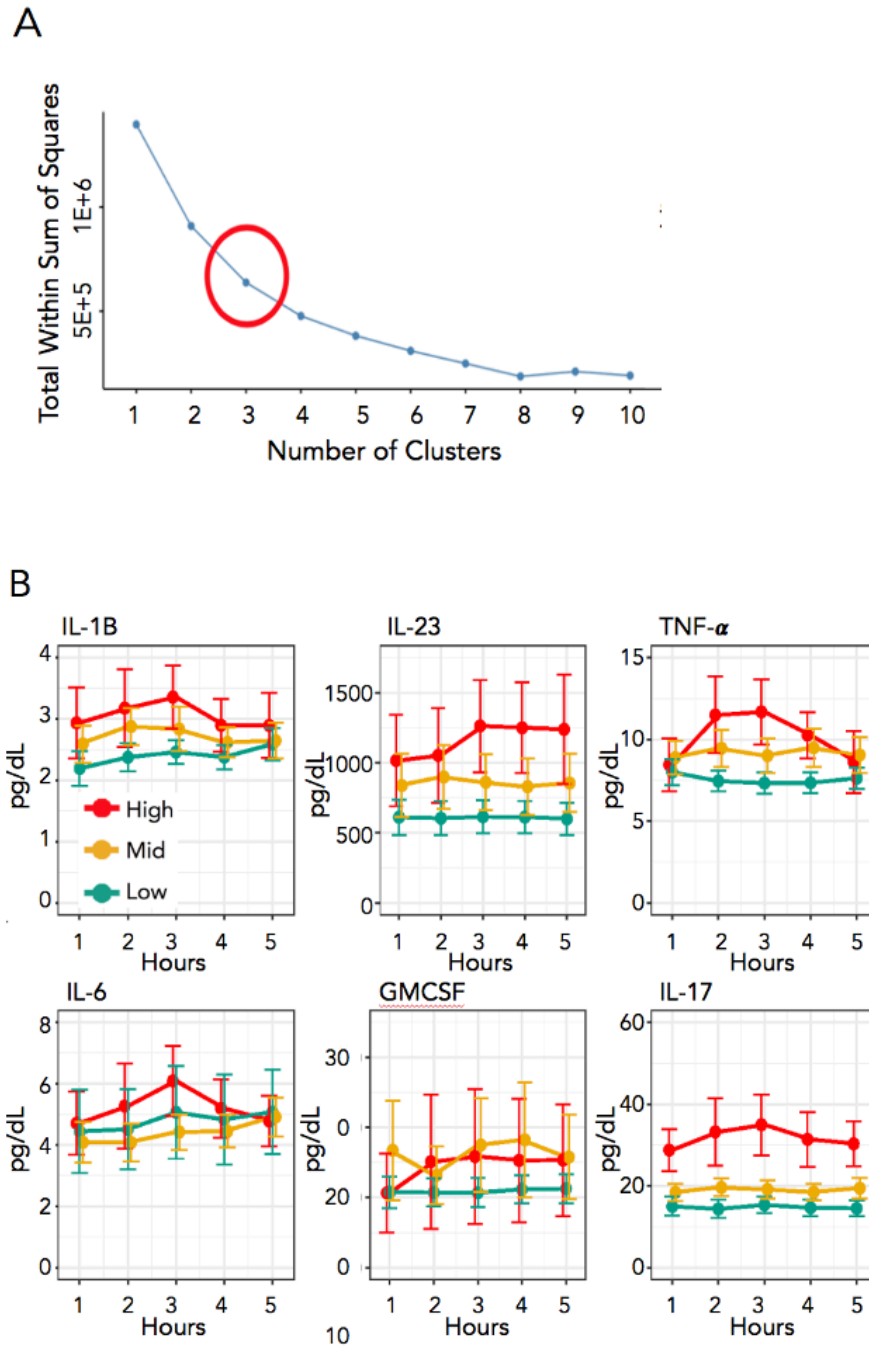 A
Total Within Sum of Squares
1E+6
5E+5
1 2 3 4 5 6 7 8 9 10
Number of Clusters
B
IL-1B
pg/dL
4
3
2
1
0
High
Mid
Low
1 2 3 4 5
Hours
IL-23
pg/dL
1500
1000
500
0
1 2 3 4 5
Hours
TNF-α
pg/dL
15
10
5
0
1 2 3 4 5
Hours
IL-6
pg/dL
8
6
4
2
0
1 2 3 4 5
Hours
GMCSF
pg/dL
30
0
20
0
1 2 3 4 5
Hours
10
IL-17
pg/dL
60
40
20
0
1 2 3 4 5
Hours